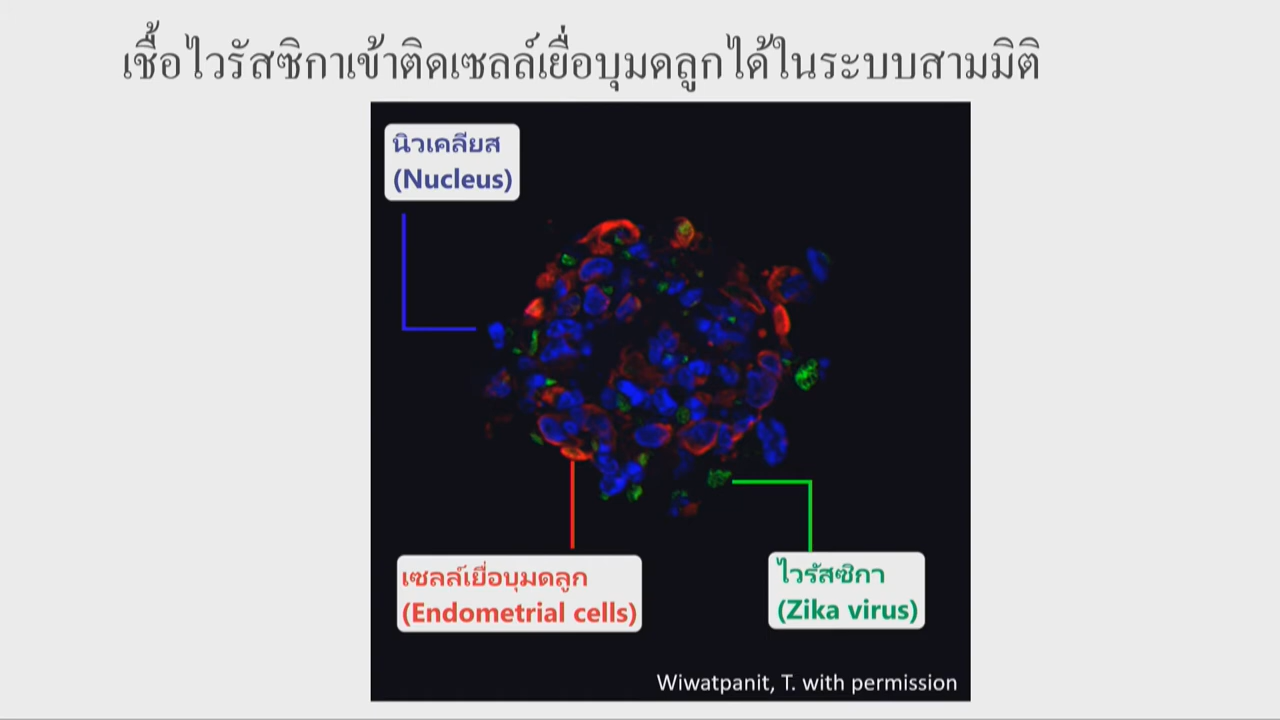 เชื้อไวรัสซิกาเข้าติดเซลล์เยื่อบุมดลูกได้ในระบบสามมิติ
นิวเคลียส
(Nucleus)
เซลล์เยื่อบุมดลูก
(Endometrial cells)
ไวรัสซิกา
(Zika virus)
Wiwatpanit, T. with permission